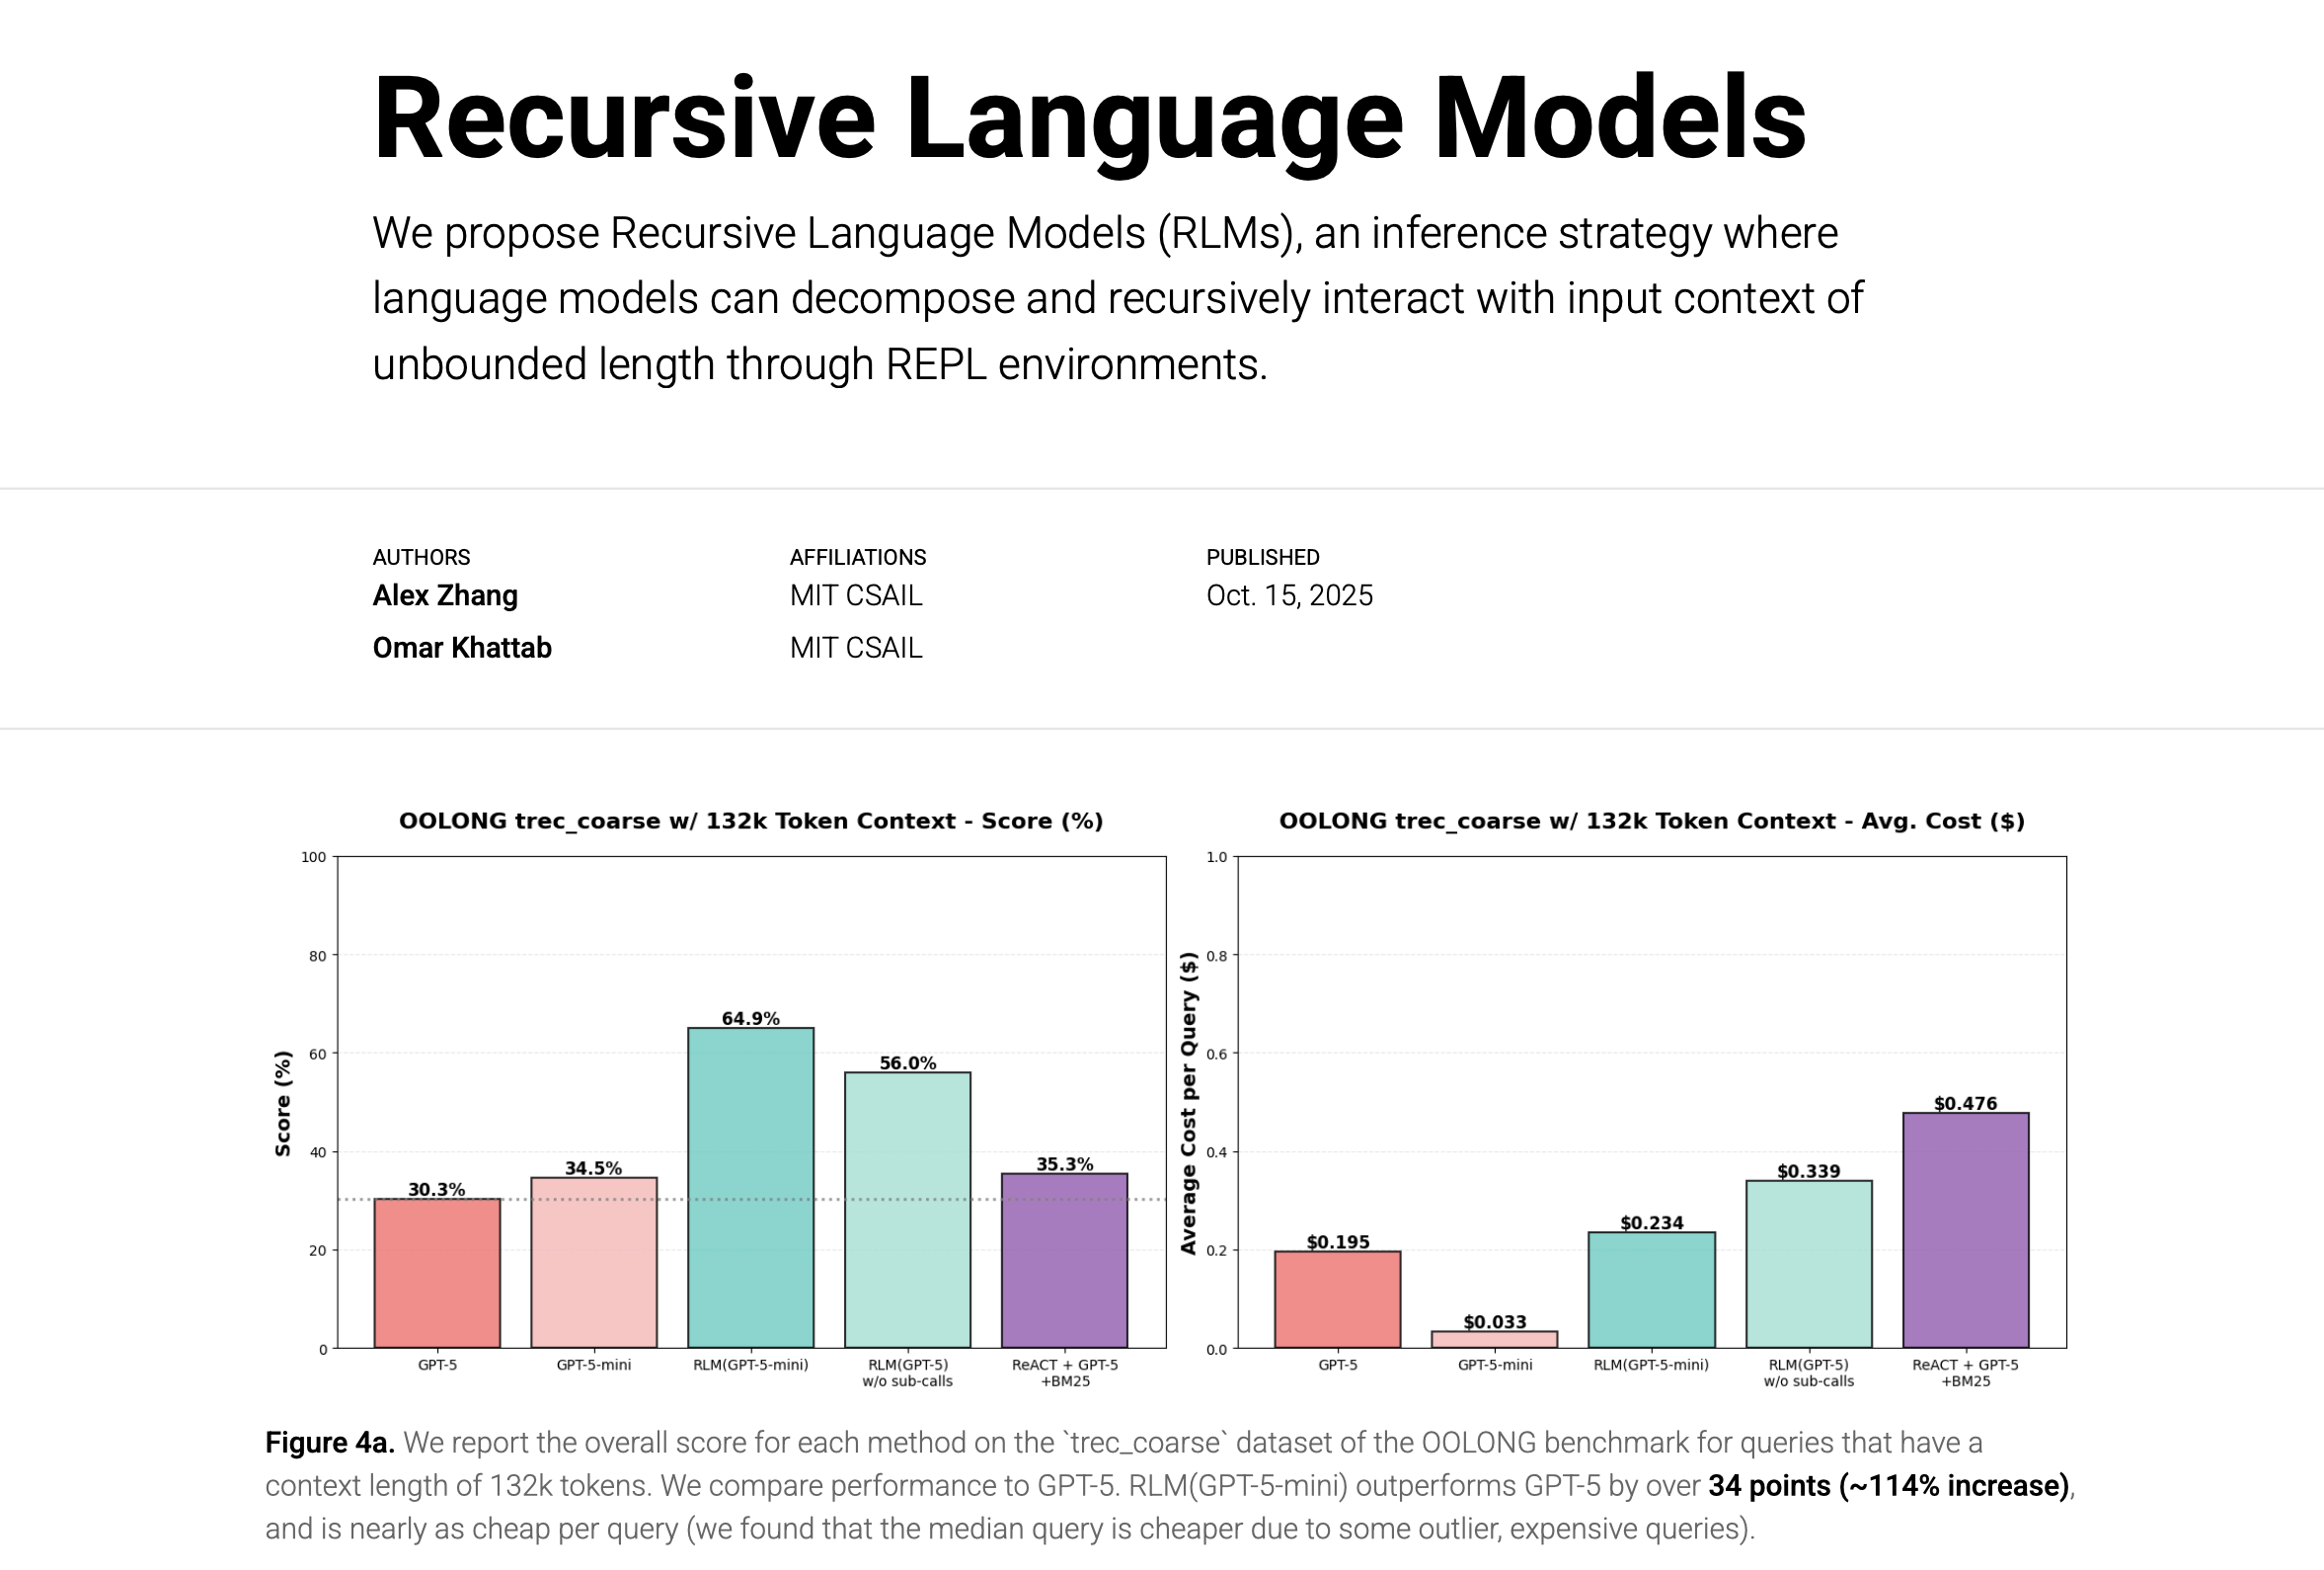 Recursive Language Models
We propose Recursive Language Models (RLMs), an inference strategy where
language models can decompose and recursively interact with input context of
unbounded length through REPL environments.
AUTHORS
Alex Zhang
Omar Khattab
AFFILIATIONS
MIT CSAIL
MIT CSAIL
PUBLISHED
Oct. 15, 2025
OOLONG trec_coarse w/ 132k Token Context - Score (%)
Score (%)
100
80
60
40
20
0
30.3%
34.5%
64.9%
56.0%
35.3%
GPT-5
GPT-5-mini
RLM(GPT-5-mini)
RLM(GPT-5)
w/o sub-calls
ReACT + GPT-5
+BM25
OOLONG trec_coarse w/ 132k Token Context - Avg. Cost ($)
Average Cost per Query ($)
1.0
0.8
0.6
0.4
0.2
0.0
$0.195
$0.033
$0.234
$0.339
$0.476
GPT-5
GPT-5-mini
RLM(GPT-5-mini)
RLM(GPT-5)
w/o sub-calls
ReACT + GPT-5
+BM25
Figure 4a. We report the overall score for each method on the `trec_coarse` dataset of the OOLONG benchmark for queries that have a
context length of 132k tokens. We compare performance to GPT-5. RLM(GPT-5-mini) outperforms GPT-5 by over 34 points (~114% increase),
and is nearly as cheap per query (we found that the median query is cheaper due to some outlier, expensive queries).